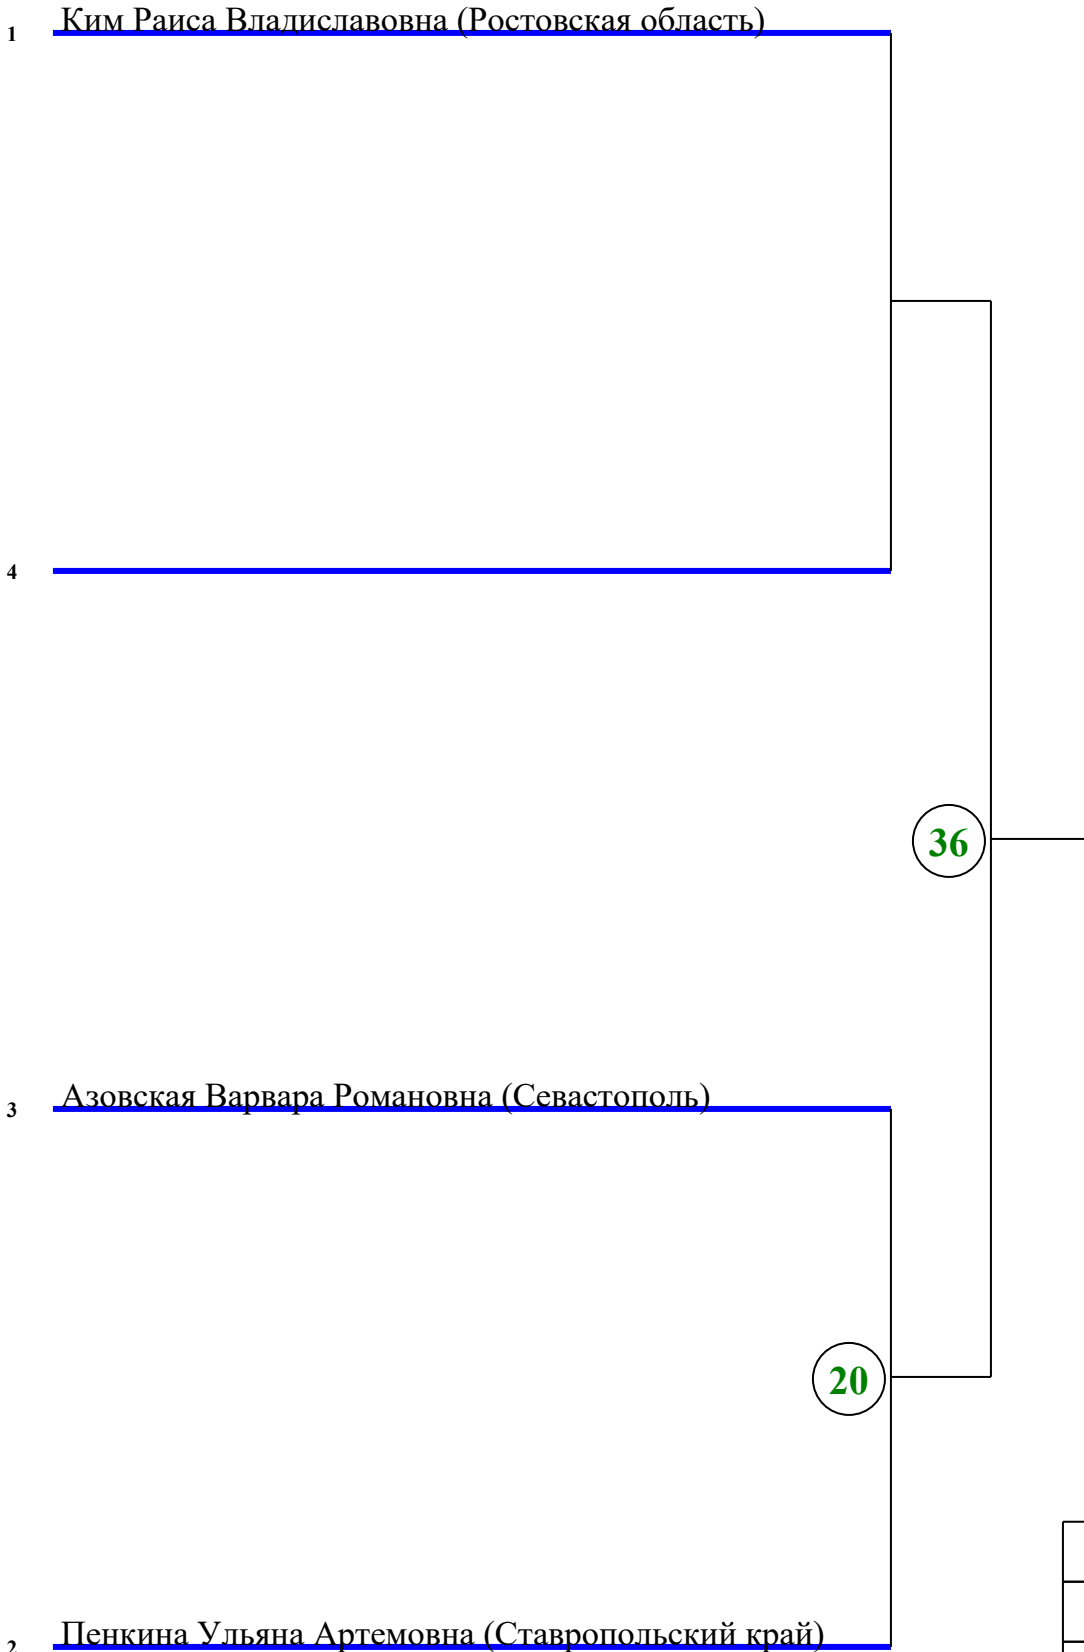 1 Ким Раиса Владиславовна (Ростовская область)
4
36
3 Азовская Варвара Романовна (Севастополь)
20
2 Пенкина Ульяна Артемовна (Ставропольский край)